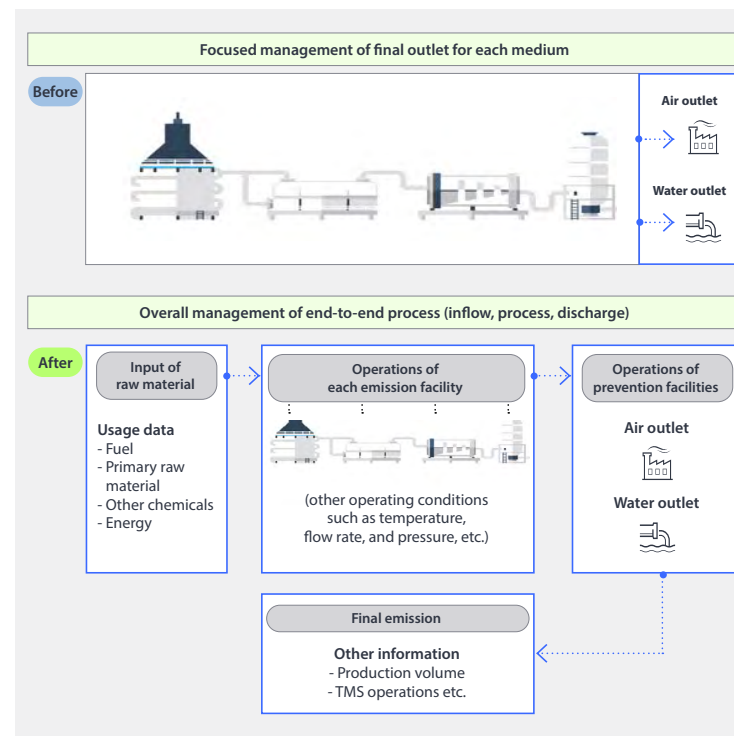 Focused management of final outlet for each medium
Before
Air outlet
Water outlet
Overall management of end-to-end process (inflow, process, discharge)
After
Input of
raw material
Usage data
- Fuel
- Primary raw
material
- Other chemicals
- Energy
Operations of
each emission facility
(other operating conditions
such as temperature,
flow rate, and pressure, etc.)
Operations of
prevention facilities
Air outlet
Water outlet
Final emission
Other information
- Production volume
- TMS operations etc.